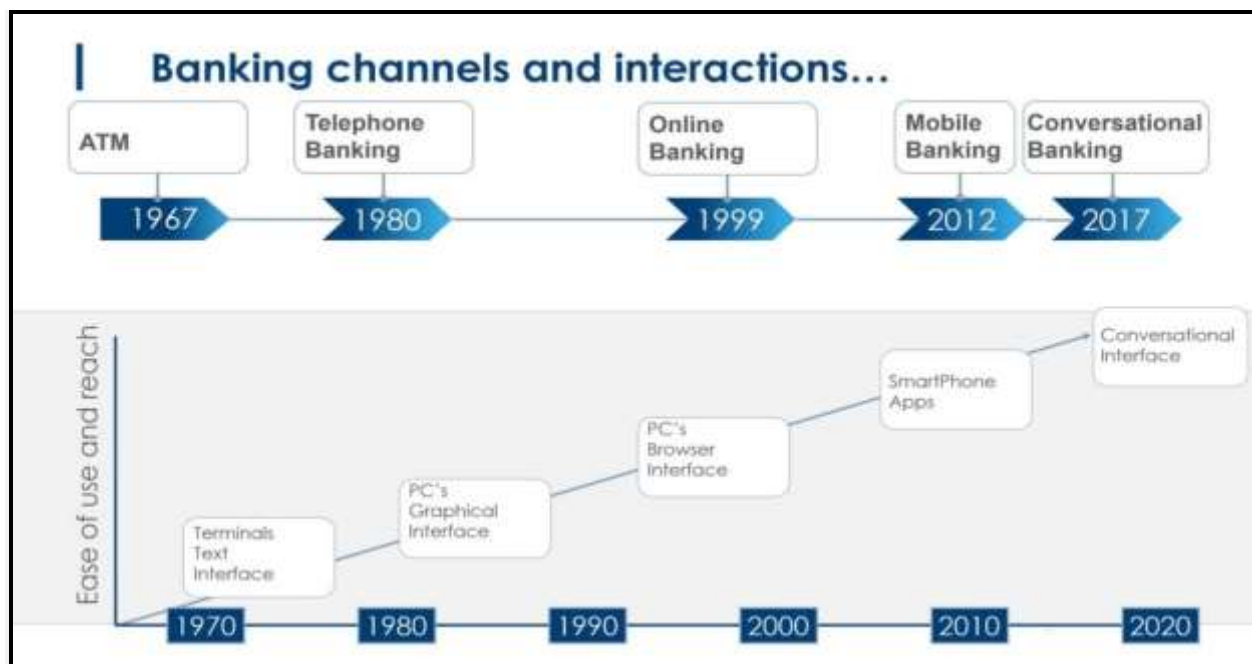 Banking channels and interactions…
ATM
Telephone
Banking
Online
Banking
Mobile
Banking
Conversational
Banking
1967
1980
1999
2012
2017
Ease of use and reach
Conversational
Interface
SmartPhone
Apps
PC's
Browser
Interface
PC's
Graphical
Interface
Terminals
Text
Interface
1970
1980
1990
2000
2010
2020